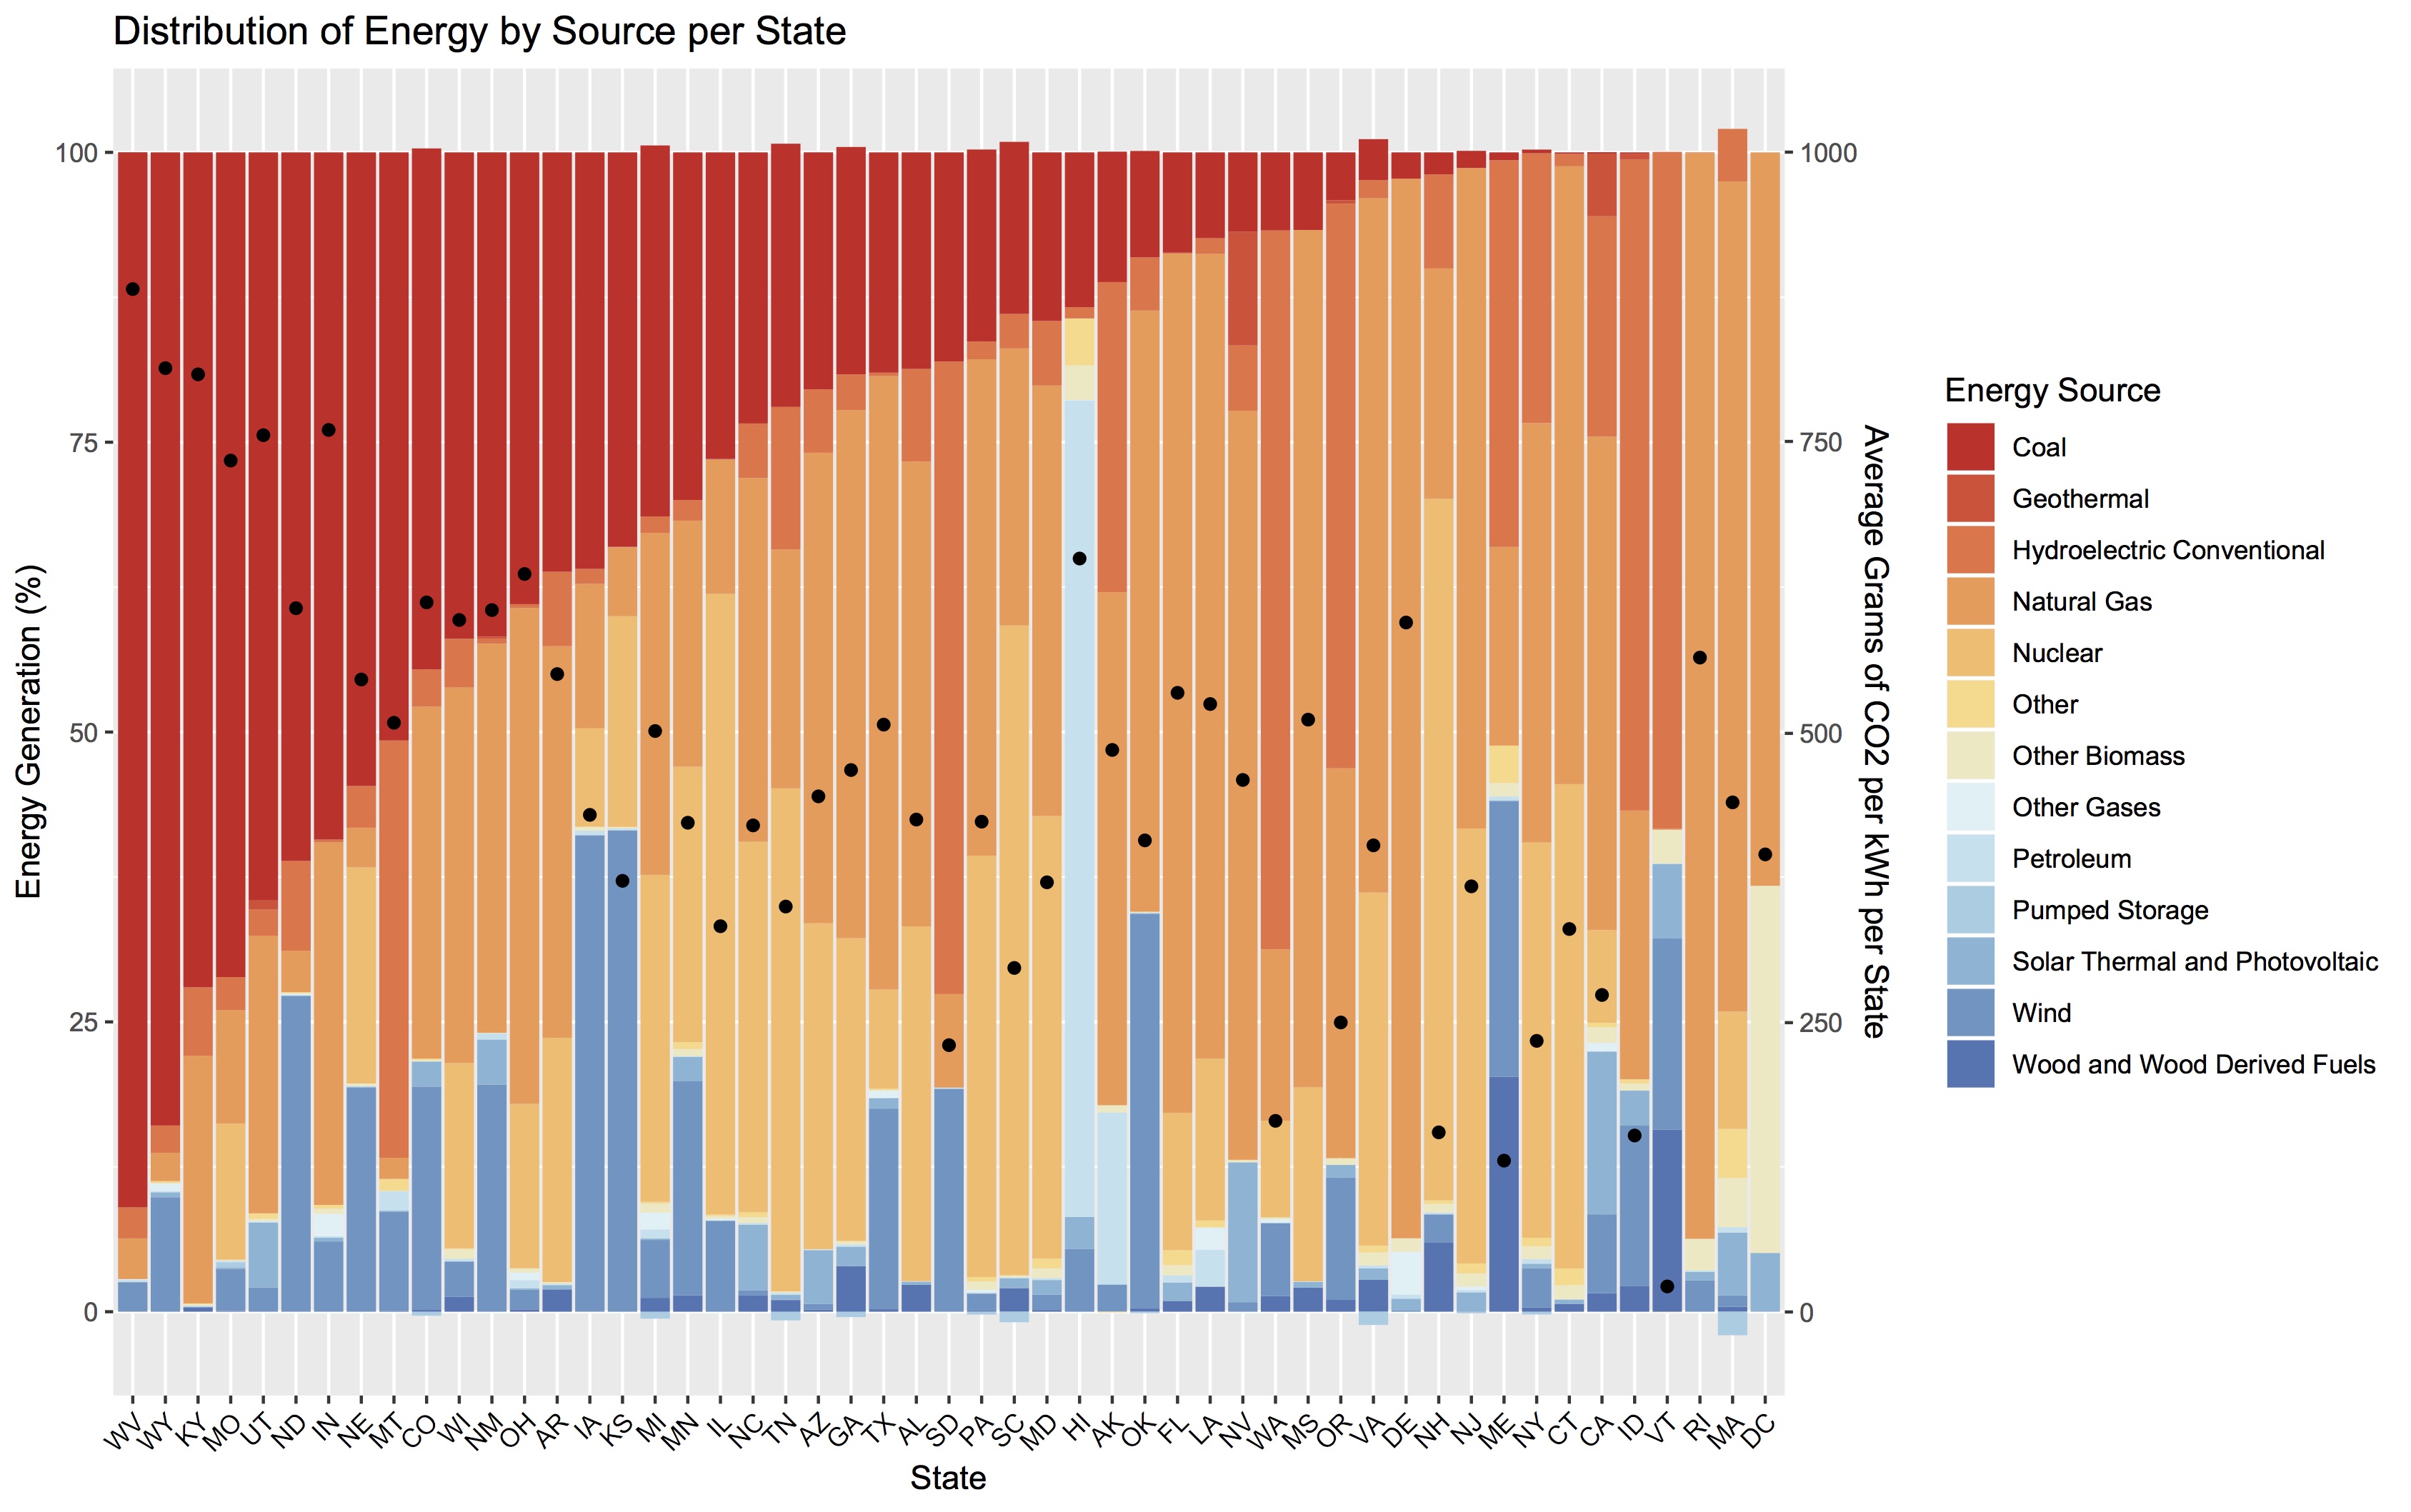 Distribution of Energy by Source per State
Energy Generation (%)
100
75
50
25
0
1000
750
500
250
0
Average Grams of CO2 per kWh per State
WV WY KY MO UT ND IN NE MT CO WI NM OH AR IA KS MI MN IL NC TN AZ GA TX AL SD PA SC MD HI AK OK FL LA NV WA MS OR VA DE NH NJ ME NY CT CA ID VT RI MA DC
State
Energy Source
Coal
Geothermal
Hydroelectric Conventional
Natural Gas
Nuclear
Other
Other Biomass
Other Gases
Petroleum
Pumped Storage
Solar Thermal and Photovoltaic
Wind
Wood and Wood Derived Fuels